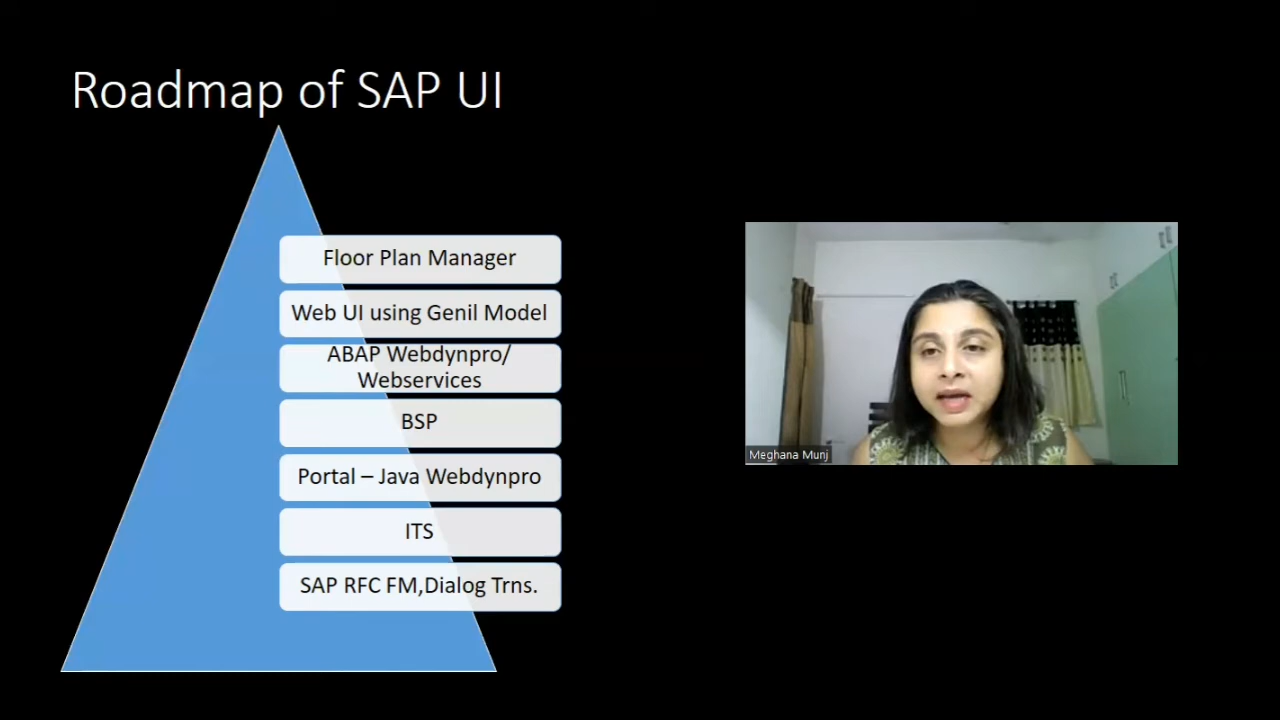 Roadmap of SAP UI
Floor Plan Manager
Web UI using Genil Model
ABAP Webdynpro/
Webservices
BSP
Portal – Java Webdynpro
ITS
SAP RFC FM,Dialog Trns.
Meghana Munj